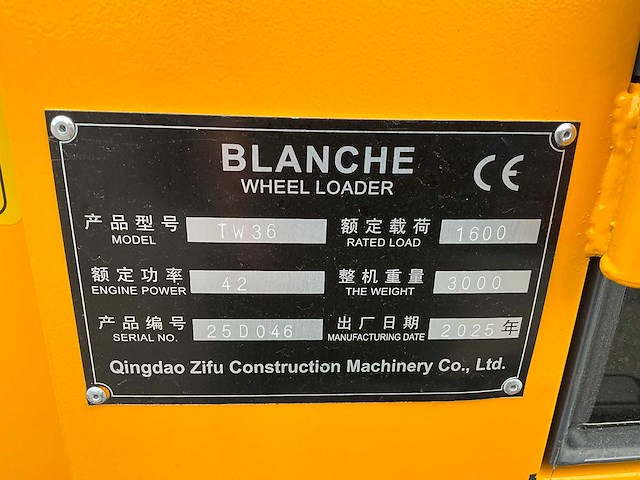 BLANCHE
CE
WHEEL LOADER
产品型号 TW36 额定载荷 1600
MODEL RATED LOAD
额定功率 42 整机重量 3000
ENGINE POWER THE WEIGHT
产品编号 25D046 出厂日期 2025年
SERIAL NO. MANUFACTURING DATE
Qingdao Zifu Construction Machinery Co., Ltd.